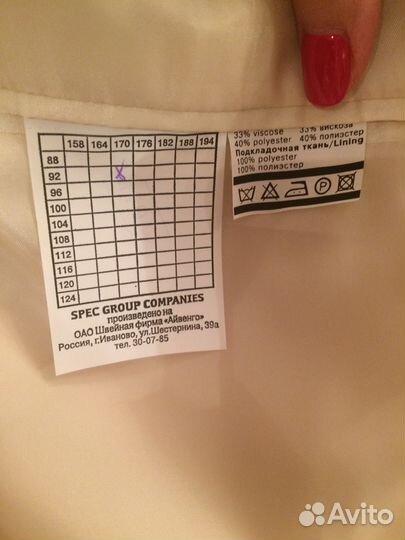 158 164 170 176 182 188 194
88
92 x
96
100
104
108
112
116
120
124
SPEC GROUP COMPANIES
произведено на
ОАО Швейная фирма «Айвенго»
Россия, г.Иваново, ул.Шестернина, 39а
тел. 30-07-85
33% viscose 33% вискоза
40% polyester 40% полиэстер
Подкладочная ткань/Lining
100% polyester
100% полиэстер
P
Avito